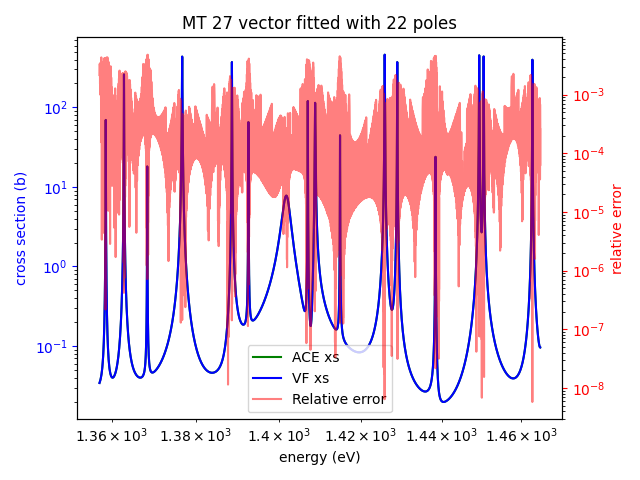 MT 27 vector fitted with 22 poles
cross section (b)
10²
10¹
10⁰
10⁻¹
10⁻³
10⁻⁴
10⁻⁵
10⁻⁶
10⁻⁷
10⁻⁸
relative error
ACE xs
VF xs
Relative error
1.36 × 10³ 1.38 × 10³ 1.4 × 10³ 1.42 × 10³ 1.44 × 10³ 1.46 × 10³
energy (eV)